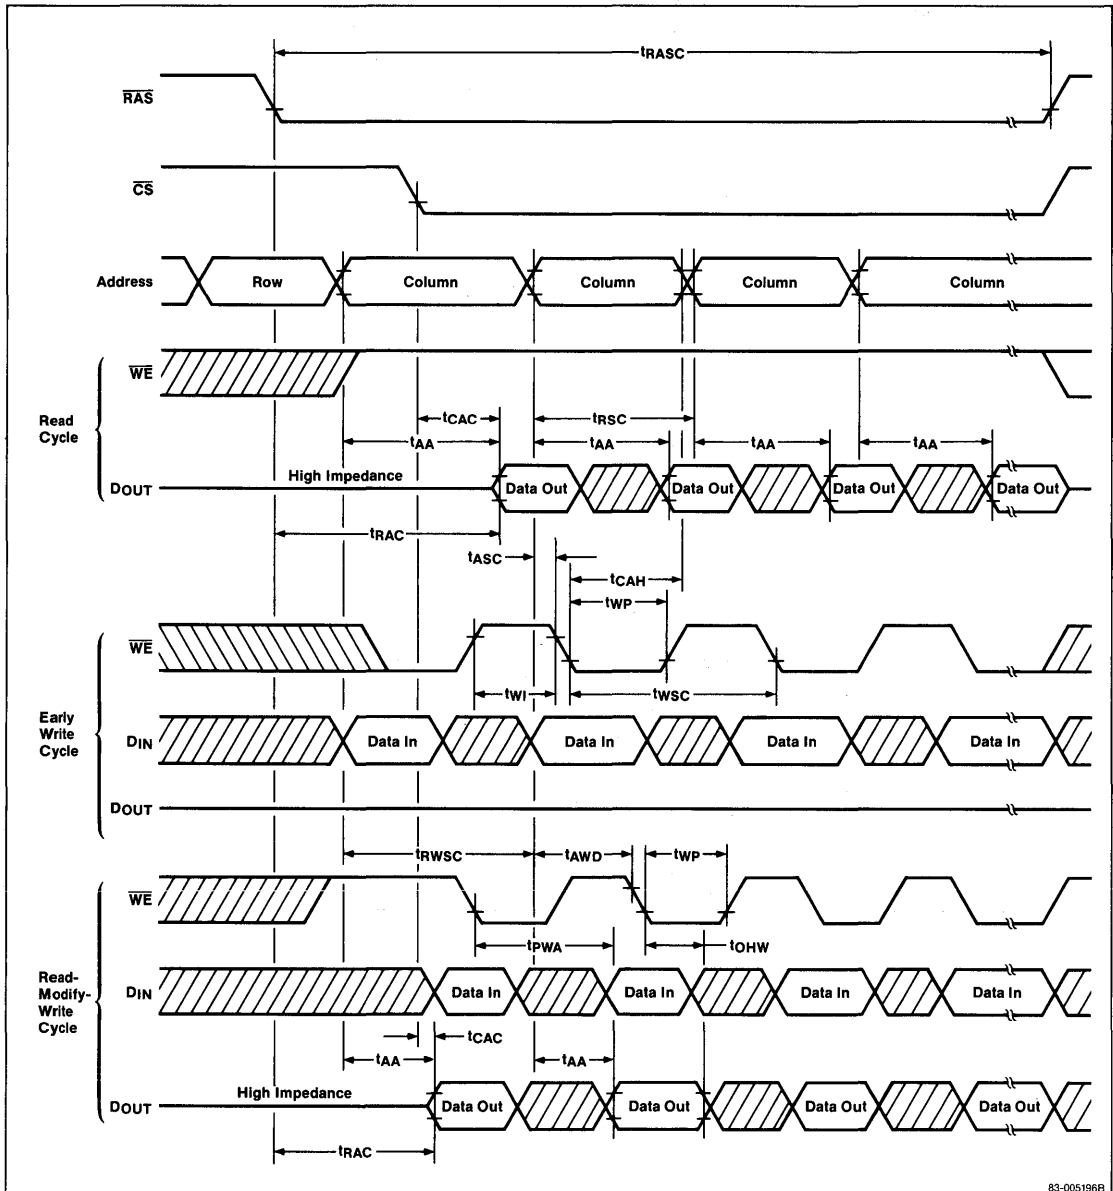 tRASC
RAS
CS
Address Row Column Column Column Column
Read Cycle
WE
tCAC tRSC
tAA tAA tAA tAA
DOUT High Impedance Data Out Data Out Data Out Data Out
tRAC
tASC
tCAH
tWP
Early Write Cycle
WE
tWI tWSC
DIN Data In Data In Data In Data In
DOUT
tRWSC tAWD tWP
Read-Modify-Write Cycle
WE
tPWA tOHW
DIN Data In Data In Data In Data In
tCAC
tAA tAA
High Impedance
DOUT Data Out Data Out Data Out Data Out
tRAC
83-005196B